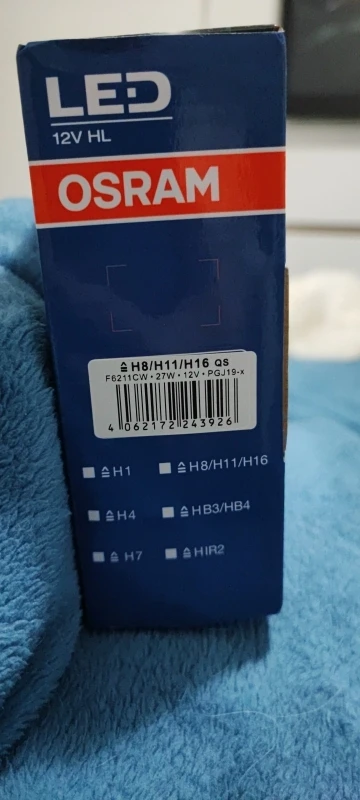 LED
12V HL
OSRAM
≙ H8/H11/H16 QS
F6211CW • 27W • 12V • PGJ19-x
4 062172 243926
≙ H1
≙ H8/H11/H16
≙ H4
≙ HB3/HB4
≙ H7
≙ HIR2